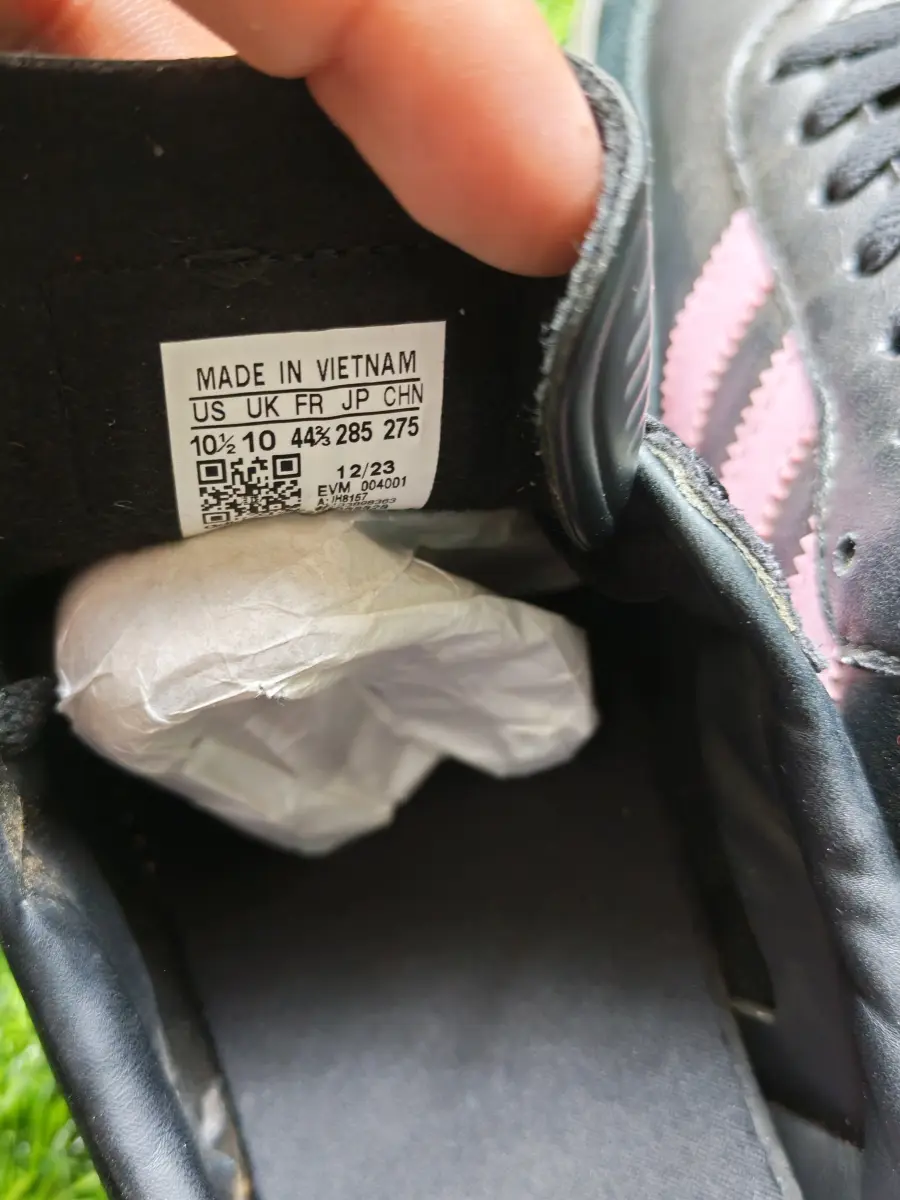 MADE IN VIETNAM
US UK FR JP CHN
10½ 10 44⅔ 285 275
12/23
EVM 004001
A: IH8157